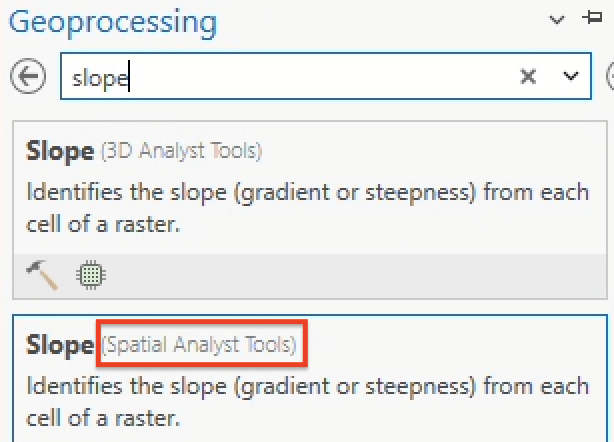 Geoprocessing
slope
Slope (3D Analyst Tools)
Identifies the slope (gradient or steepness) from each
cell of a raster.
Slope (Spatial Analyst Tools)
Identifies the slope (gradient or steepness) from each
cell of a raster.